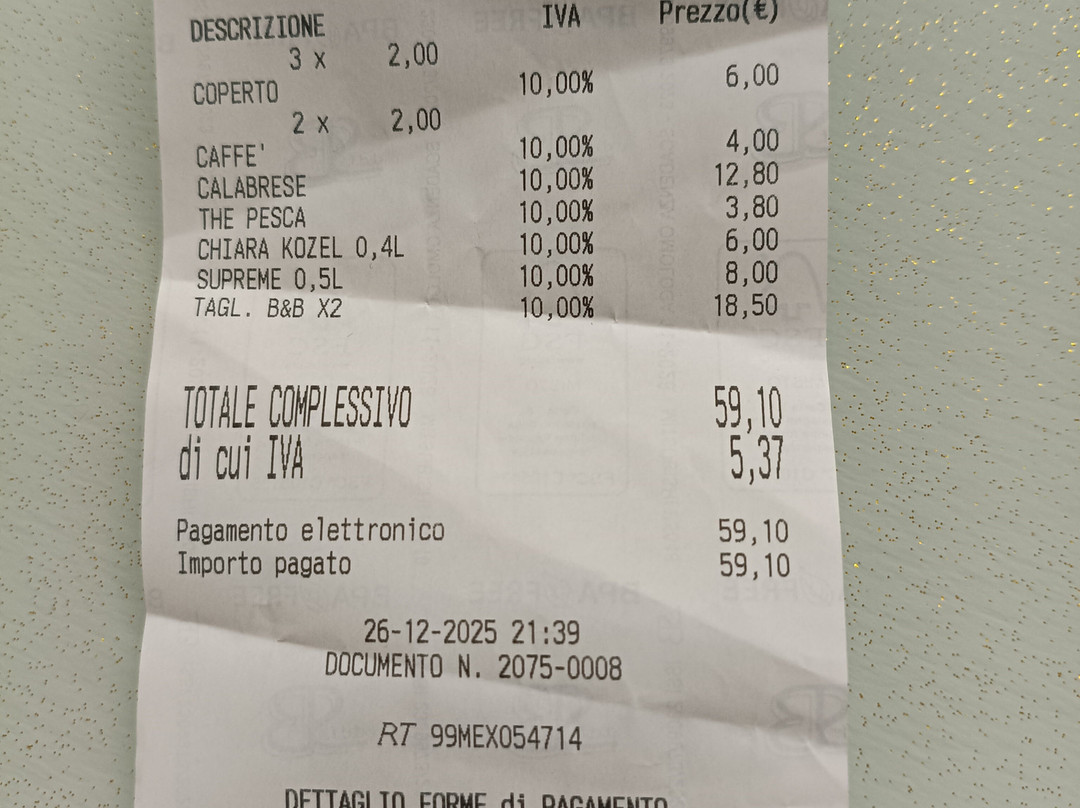 DESCRIZIONE IVA Prezzo(€)
3 x 2,00
COPERTO 10,00% 6,00
2 x 2,00
CAFFE' 10,00% 4,00
CALABRESE 10,00% 12,80
THE PESCA 10,00% 3,80
CHIARA KOZEL 0,4L 10,00% 6,00
SUPREME 0,5L 10,00% 8,00
TAGL. B&B X2 10,00% 18,50
TOTALE COMPLESSIVO 59,10
di cui IVA 5,37
Pagamento elettronico 59,10
Importo pagato 59,10
26-12-2025 21:39
DOCUMENTO N. 2075-0008
RT 99MEX054714
DETTAGLIO FORME di PAGAMENTO